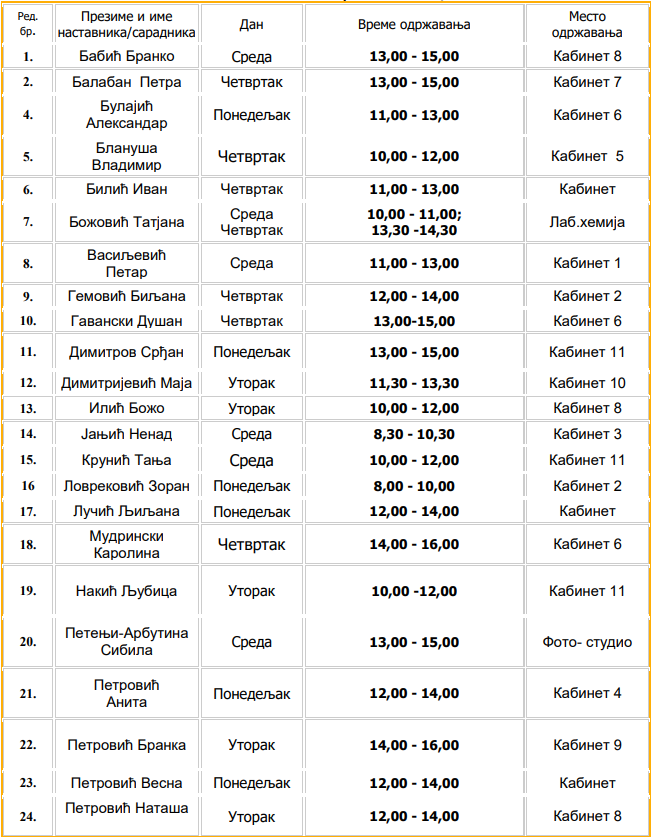 Ред. бр. Презиме и име наставника/сарадника Дан Време одржавања Место одржавања
1. Бабић Бранко Среда 13,00 - 15,00 Кабинет 8
2. Балабан Петра Четвртак 13,00 - 15,00 Кабинет 7
4. Булајић Александар Понедељак 11,00 - 13,00 Кабинет 6
5. Блануша Владимир Четвртак 10,00 - 12,00 Кабинет 5
6. Билић Иван Четвртак 11,00 - 13,00 Кабинет
7. Божовић Татјана Среда Четвртак 10,00 - 11,00; 13,30 -14,30 Лаб.хемија
8. Васиљевић Петар Среда 11,00 - 13,00 Кабинет 1
9. Гемовић Биљана Четвртак 12,00 - 14,00 Кабинет 2
10. Гавански Душан Четвртак 13,00-15,00 Кабинет 6
11. Димитров Срђан Понедељак 13,00 - 15,00 Кабинет 11
12. Димитријевић Маја Уторак 11,30 - 13,30 Кабинет 10
13. Илић Божо Уторак 10,00 - 12,00 Кабинет 8
14. Јањић Ненад Среда 8,30 - 10,30 Кабинет 3
15. Крунић Тања Среда 10,00 - 12,00 Кабинет 11
16 Ловрековић Зоран Понедељак 8,00 - 10,00 Кабинет 2
17. Лучић Љиљана Понедељак 12,00 - 14,00 Кабинет
18. Мудрински Каролина Четвртак 14,00 - 16,00 Кабинет 6
19. Накић Љубица Уторак 10,00 -12,00 Кабинет 11
20. Петењи-Арбутина Сибила Среда 13,00 - 15,00 Фото- студио
21. Петровић Анита Понедељак 12,00 - 14,00 Кабинет 4
22. Петровић Бранка Уторак 14,00 - 16,00 Кабинет 9
23. Петровић Весна Понедељак 12,00 - 14,00 Кабинет
24. Петровић Наташа Уторак 12,00 - 14,00 Кабинет 8